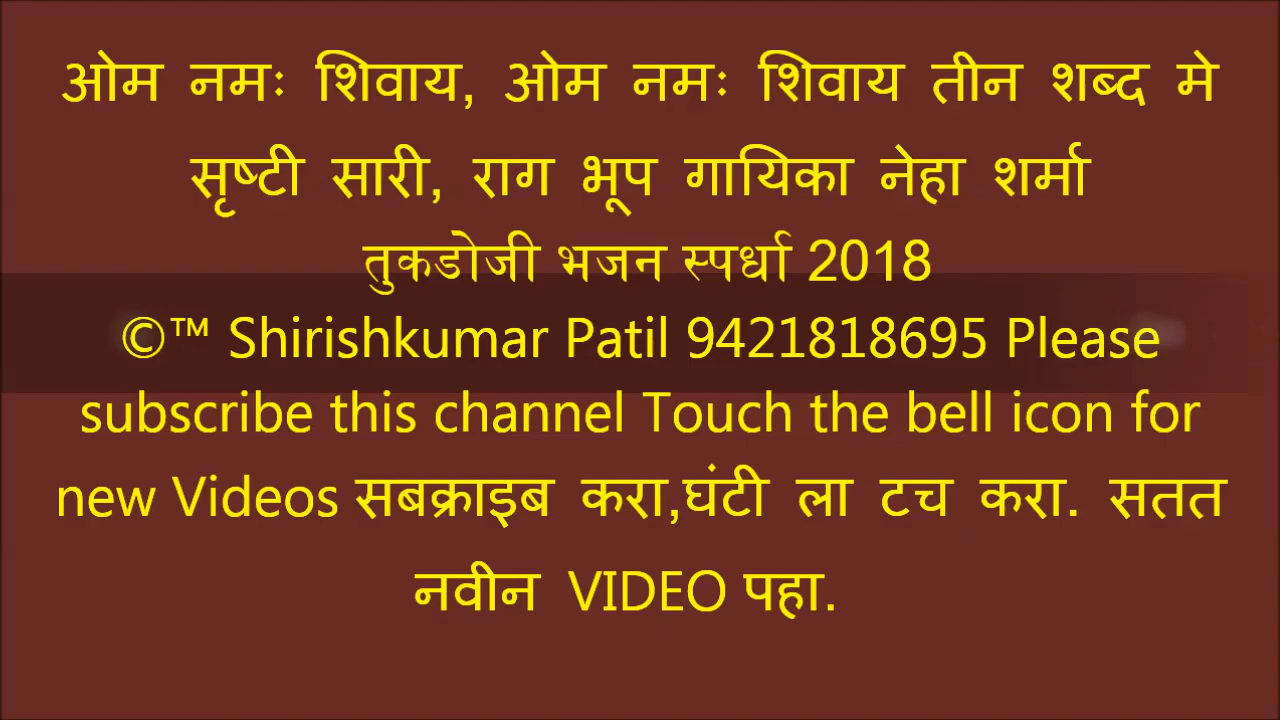 ओम नमः शिवाय, ओम नमः शिवाय तीन शब्द मे
सृष्टी सारी, राग भूप गायिका नेहा शर्मा
तुकडोजी भजन स्पर्धा 2018
©™ Shirishkumar Patil 9421818695 Please
subscribe this channel Touch the bell icon for
new Videos सबक्राइब करा,घंटी ला टच करा. सतत
नवीन VIDEO पहा.